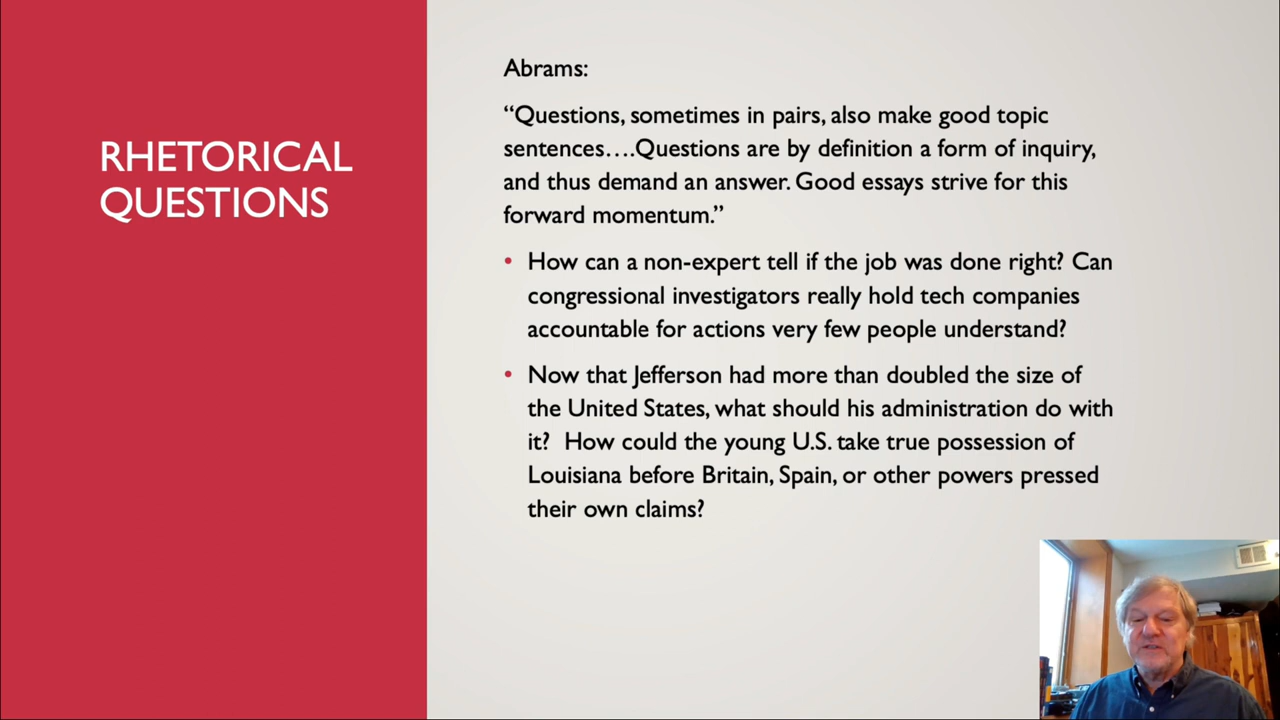 RHETORICAL
QUESTIONS
Abrams:
“Questions, sometimes in pairs, also make good topic
sentences….Questions are by definition a form of inquiry,
and thus demand an answer. Good essays strive for this
forward momentum.”
• How can a non-expert tell if the job was done right? Can
congressional investigators really hold tech companies
accountable for actions very few people understand?
• Now that Jefferson had more than doubled the size of
the United States, what should his administration do with
it?  How could the young U.S. take true possession of
Louisiana before Britain, Spain, or other powers pressed
their own claims?